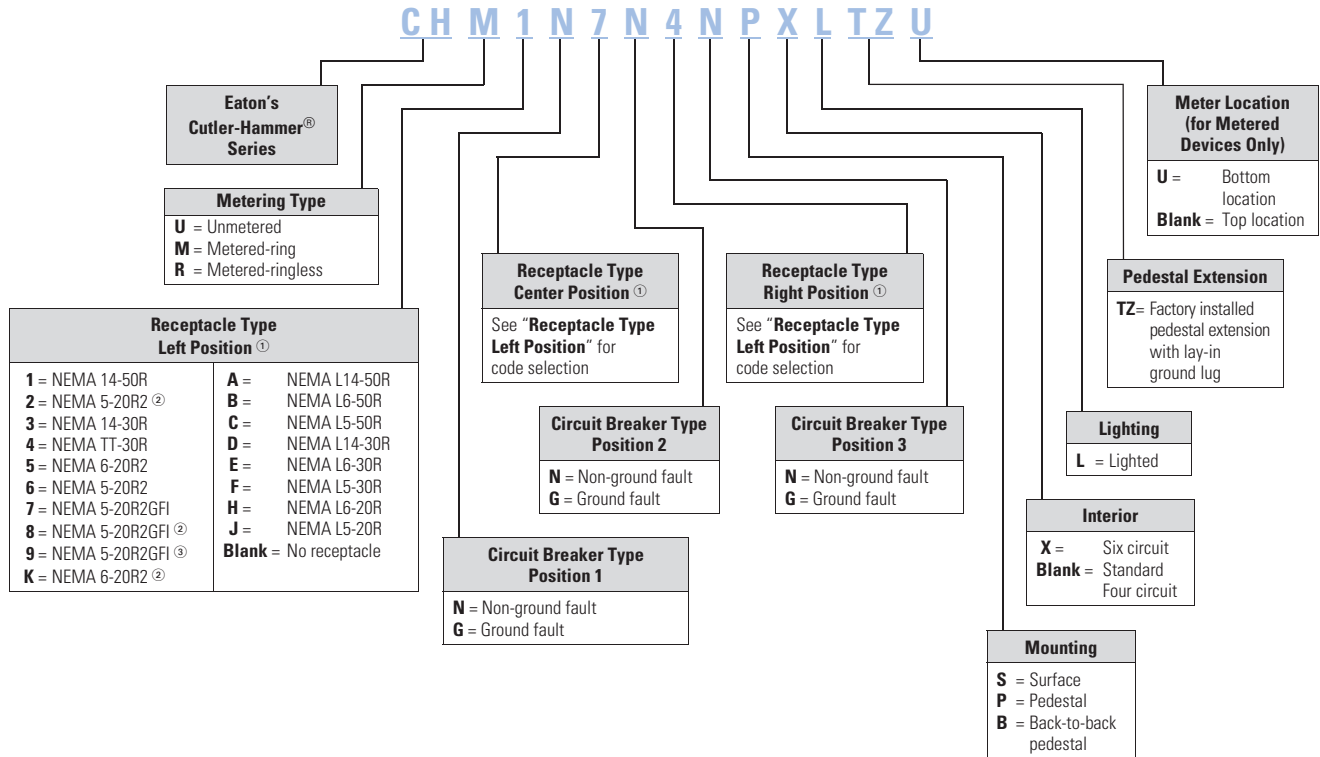 CH M 1 N 7 N 4 N P X L TZ U
Eaton's
Cutler-Hammer®
Series
Metering Type
U = Unmetered
M = Metered-ring
R = Metered-ringless
Receptacle Type
Left Position ①
1 = NEMA 14-50R
2 = NEMA 5-20R2 ②
3 = NEMA 14-30R
4 = NEMA TT-30R
5 = NEMA 6-20R2
6 = NEMA 5-20R2
7 = NEMA 5-20R2GFI
8 = NEMA 5-20R2GFI ②
9 = NEMA 5-20R2GFI ③
K = NEMA 6-20R2 ②
A = NEMA L14-50R
B = NEMA L6-50R
C = NEMA L5-50R
D = NEMA L14-30R
E = NEMA L6-30R
F = NEMA L5-30R
H = NEMA L6-20R
J = NEMA L5-20R
Blank = No receptacle
Circuit Breaker Type
Position 1
N = Non-ground fault
G = Ground fault
Receptacle Type
Center Position ①
See "Receptacle Type
Left Position" for
code selection
Circuit Breaker Type
Position 2
N = Non-ground fault
G = Ground fault
Receptacle Type
Right Position ①
See "Receptacle Type
Left Position" for
code selection
Circuit Breaker Type
Position 3
N = Non-ground fault
G = Ground fault
Mounting
S = Surface
P = Pedestal
B = Back-to-back
pedestal
Interior
X = Six circuit
Blank = Standard
Four circuit
Lighting
L = Lighted
Pedestal Extension
TZ= Factory installed
pedestal extension
with lay-in
ground lug
Meter Location
(for Metered
Devices Only)
U = Bottom
location
Blank = Top location